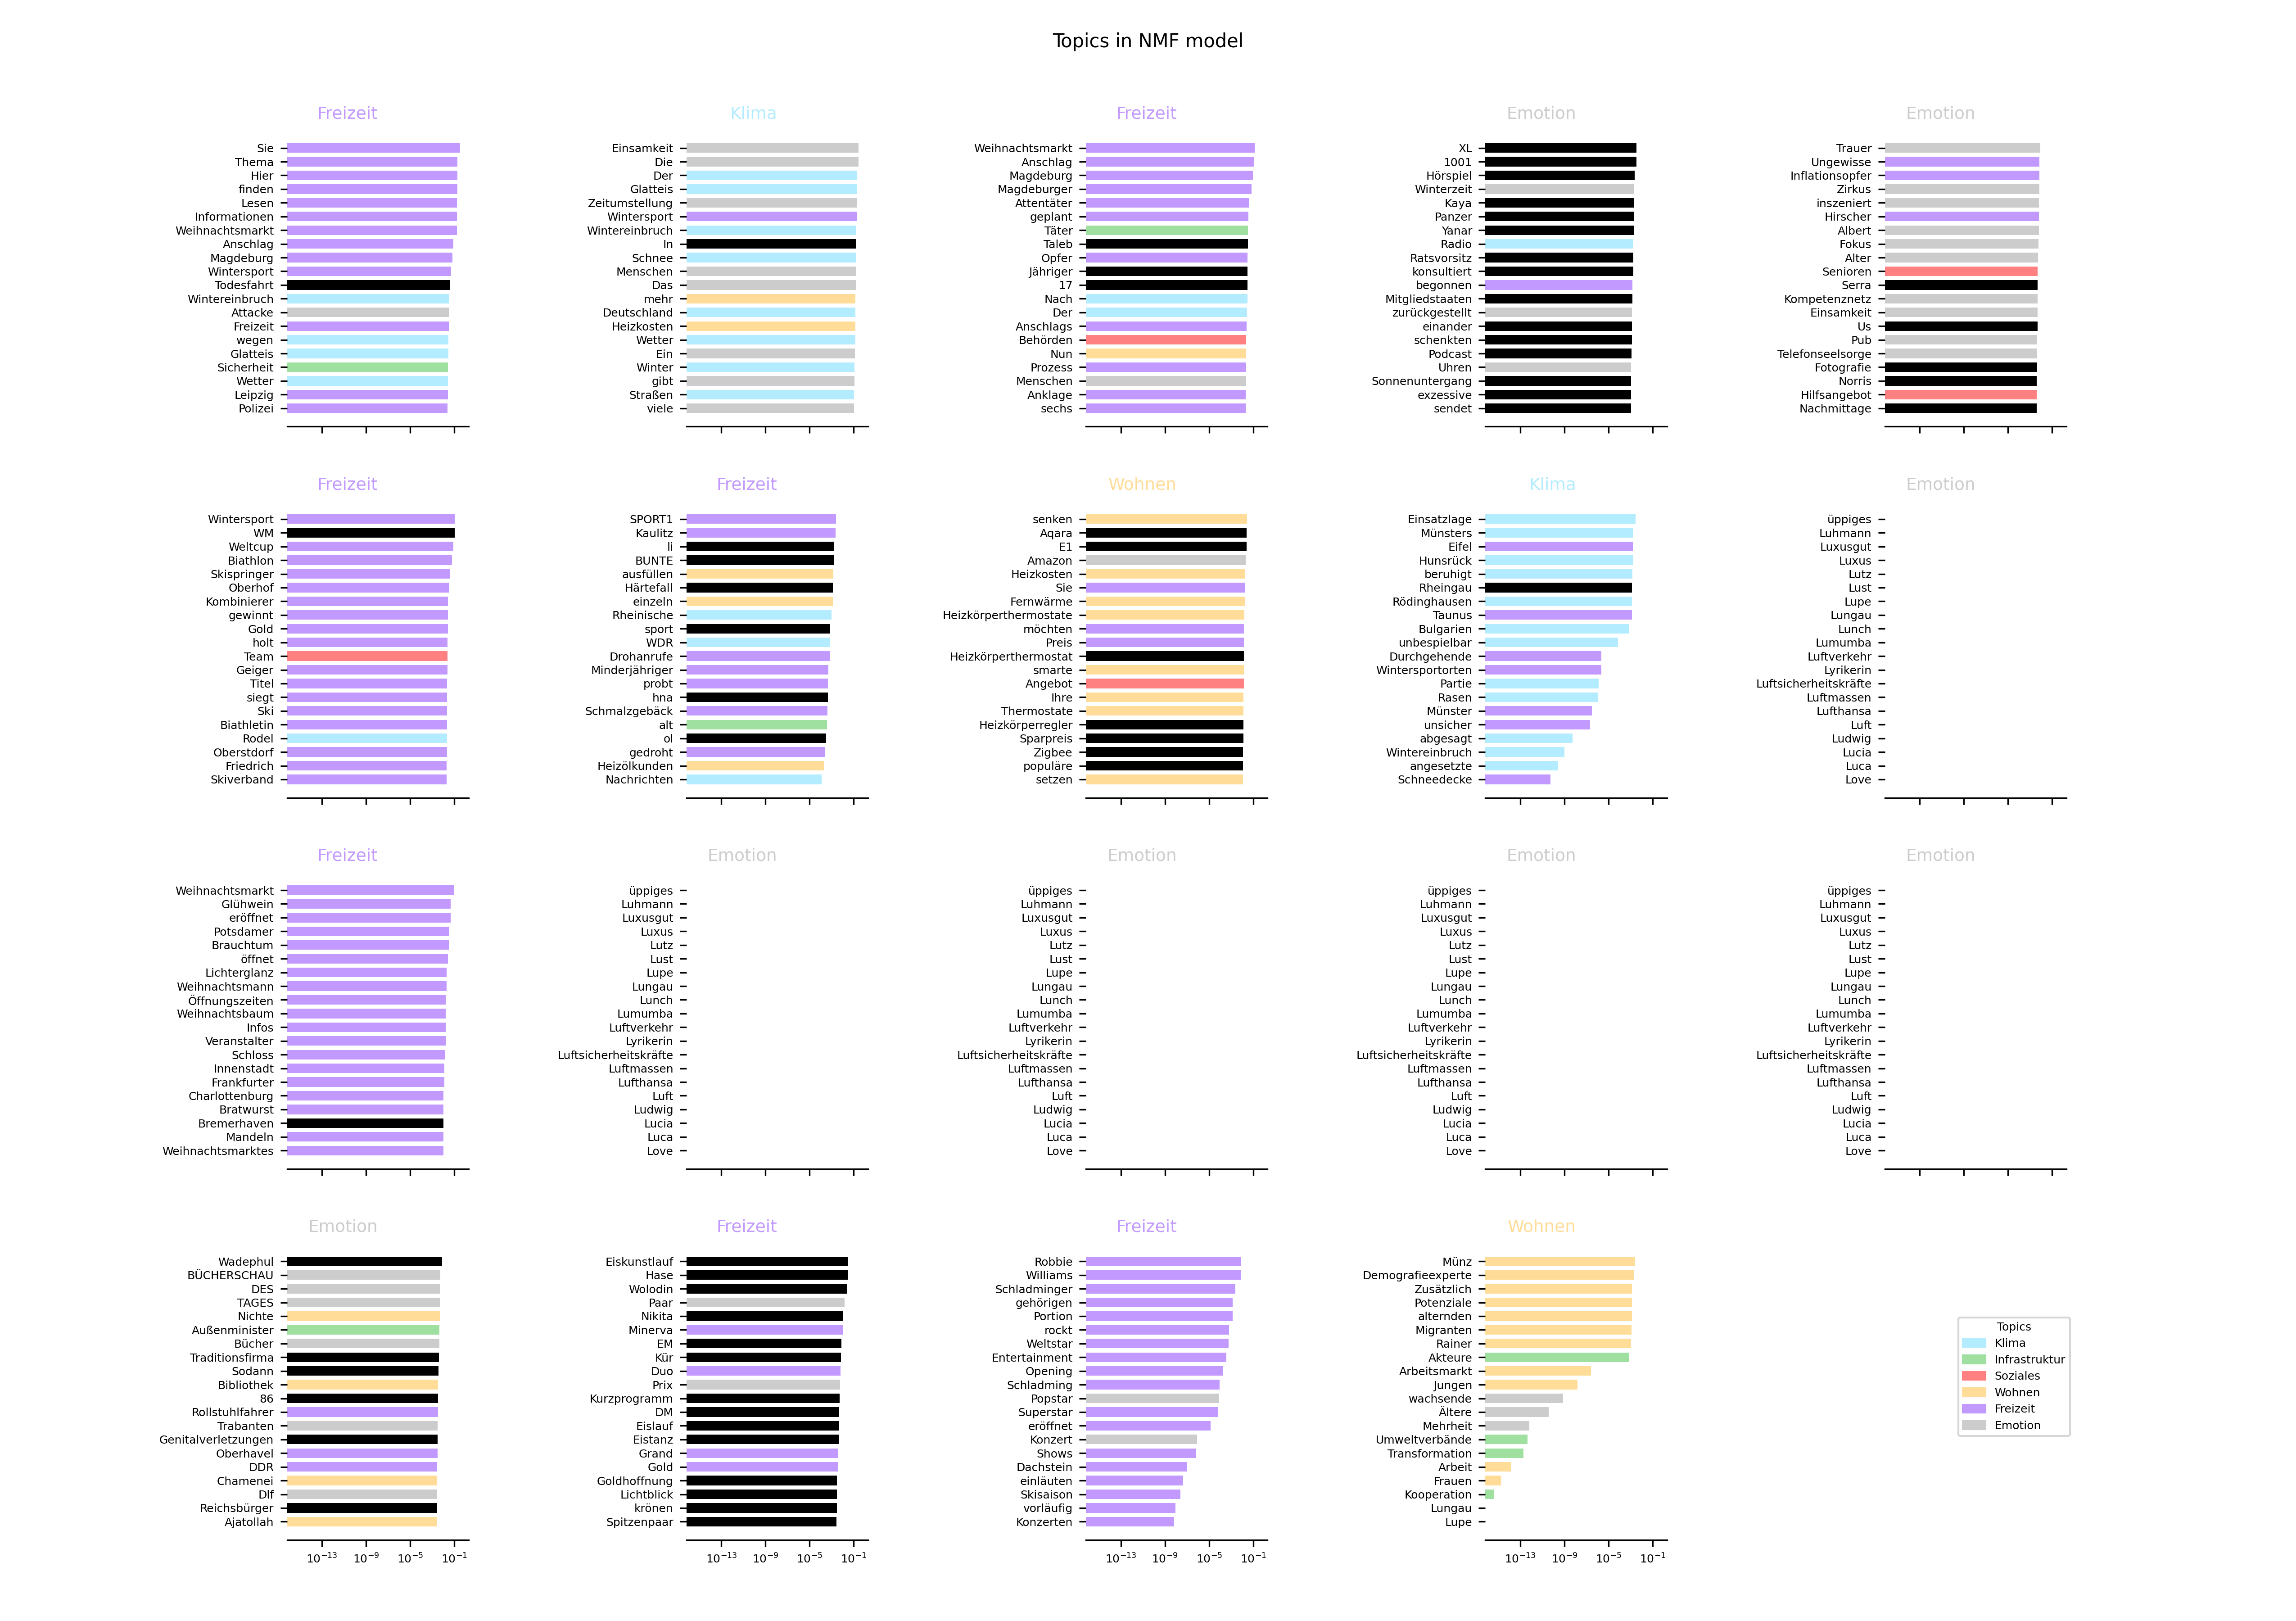 Topics in NMF model
Freizeit
Sie
Thema
Hier
finden
Lesen
Informationen
Weihnachtsmarkt
Anschlag
Magdeburg
Wintersport
Todesfahrt
Wintereinbruch
Attacke
Freizeit
wegen
Glatteis
Sicherheit
Wetter
Leipzig
Polizei
Klima
Einsamkeit
Die
Der
Glatteis
Zeitumstellung
Wintersport
Wintereinbruch
In
Schnee
Menschen
Das
mehr
Deutschland
Heizkosten
Wetter
Ein
Winter
gibt
Straßen
viele
Freizeit
Weihnachtsmarkt
Anschlag
Magdeburg
Magdeburger
Attentäter
geplant
Täter
Taleb
Opfer
Jähriger
17
Nach
Der
Anschlags
Behörden
Nun
Prozess
Menschen
Anklage
sechs
Emotion
XL
1001
Hörspiel
Winterzeit
Kaya
Panzer
Yanar
Radio
Ratsvorsitz
konsultiert
begonnen
Mitgliedstaaten
zurückgestellt
einander
schenkten
Podcast
Uhren
Sonnenuntergang
exzessive
sendet
Emotion
Trauer
Ungewisse
Inflationsopfer
Zirkus
inszeniert
Hirscher
Albert
Fokus
Alter
Senioren
Serra
Kompetenznetz
Einsamkeit
Us
Pub
Telefonseelsorge
Fotografie
Norris
Hilfsangebot
Nachmittage
Freizeit
Wintersport
WM
Weltcup
Biathlon
Skispringer
Oberhof
Kombinierer
gewinnt
Gold
holt
Team
Geiger
Titel
siegt
Ski
Biathletin
Rodel
Oberstdorf
Friedrich
Skiverband
Freizeit
SPORT1
Kaulitz
li
BUNTE
ausfüllen
Härtefall
einzeln
Rheinische
sport
WDR
Drohanrufe
Minderjähriger
probt
hna
Schmalzgebäck
alt
ol
gedroht
Heizölkunden
Nachrichten
Wohnen
senken
Aqara
E1
Amazon
Heizkosten
Sie
Fernwärme
Heizkörperthermostate
möchten
Preis
Heizkörperthermostat
smarte
Angebot
Ihre
Thermostate
Heizkörperregler
Sparpreis
Zigbee
populäre
setzen
Klima
Einsatzlage
Münsters
Eifel
Hunsrück
beruhigt
Rheingau
Rödinghausen
Taunus
Bulgarien
unbespielbar
Durchgehende
Wintersportorten
Partie
Rasen
Münster
unsicher
abgesagt
Wintereinbruch
angesetzte
Schneedecke
Emotion
üppiges
Luhmann
Luxusgut
Luxus
Lutz
Lust
Lupe
Lungau
Lunch
Lumumba
Luftverkehr
Lyrikerin
Luftsicherheitskräfte
Luftmassen
Lufthansa
Luft
Ludwig
Lucia
Luca
Love
Freizeit
Weihnachtsmarkt
Glühwein
eröffnet
Potsdamer
Brauchtum
öffnet
Lichterglanz
Weihnachtsmann
Öffnungszeiten
Weihnachtsbaum
Infos
Veranstalter
Schloss
Innenstadt
Frankfurter
Charlottenburg
Bratwurst
Bremerhaven
Mandeln
Weihnachtsmarktes
Emotion
üppiges
Luhmann
Luxusgut
Luxus
Lutz
Lust
Lupe
Lungau
Lunch
Lumumba
Luftverkehr
Lyrikerin
Luftsicherheitskräfte
Luftmassen
Lufthansa
Luft
Ludwig
Lucia
Luca
Love
Emotion
üppiges
Luhmann
Luxusgut
Luxus
Lutz
Lust
Lupe
Lungau
Lunch
Lumumba
Luftverkehr
Lyrikerin
Luftsicherheitskräfte
Luftmassen
Lufthansa
Luft
Ludwig
Lucia
Luca
Love
Emotion
üppiges
Luhmann
Luxusgut
Luxus
Lutz
Lust
Lupe
Lungau
Lunch
Lumumba
Luftverkehr
Lyrikerin
Luftsicherheitskräfte
Luftmassen
Lufthansa
Luft
Ludwig
Lucia
Luca
Love
Emotion
üppiges
Luhmann
Luxusgut
Luxus
Lutz
Lust
Lupe
Lungau
Lunch
Lumumba
Luftverkehr
Lyrikerin
Luftsicherheitskräfte
Luftmassen
Lufthansa
Luft
Ludwig
Lucia
Luca
Love
Emotion
Wadephul
BÜCHERSCHAU
DES
TAGES
Nichte
Außenminister
Bücher
Traditionsfirma
Sodann
Bibliothek
86
Rollstuhlfahrer
Trabanten
Genitalverletzungen
Oberhavel
DDR
Chamenei
Dlf
Reichsbürger
Ajatollah
10⁻¹³ 10⁻⁹ 10⁻⁵ 10⁻¹
Freizeit
Eiskunstlauf
Hase
Wolodin
Paar
Nikita
Minerva
EM
Kür
Duo
Prix
Kurzprogramm
DM
Eislauf
Eistanz
Grand
Gold
Goldhoffnung
Lichtblick
krönen
Spitzenpaar
10⁻¹³ 10⁻⁹ 10⁻⁵ 10⁻¹
Freizeit
Robbie
Williams
Schladminger
gehörigen
Portion
rockt
Weltstar
Entertainment
Opening
Schladming
Popstar
Superstar
eröffnet
Konzert
Shows
Dachstein
einläuten
Skisaison
vorläufig
Konzerten
10⁻¹³ 10⁻⁹ 10⁻⁵ 10⁻¹
Wohnen
Münz
Demografieexperte
Zusätzlich
Potenziale
alternden
Migranten
Rainer
Akteure
Arbeitsmarkt
Jungen
wachsende
Ältere
Mehrheit
Umweltverbände
Transformation
Arbeit
Frauen
Kooperation
Lungau
Lupe
10⁻¹³ 10⁻⁹ 10⁻⁵ 10⁻¹
Topics
Klima
Infrastruktur
Soziales
Wohnen
Freizeit
Emotion